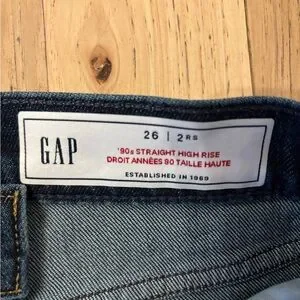 GAP
26 | 2RS
'90s STRAIGHT HIGH RISE
DROIT ANNÉES 90 TAILLE HAUTE
ESTABLISHED IN 1969